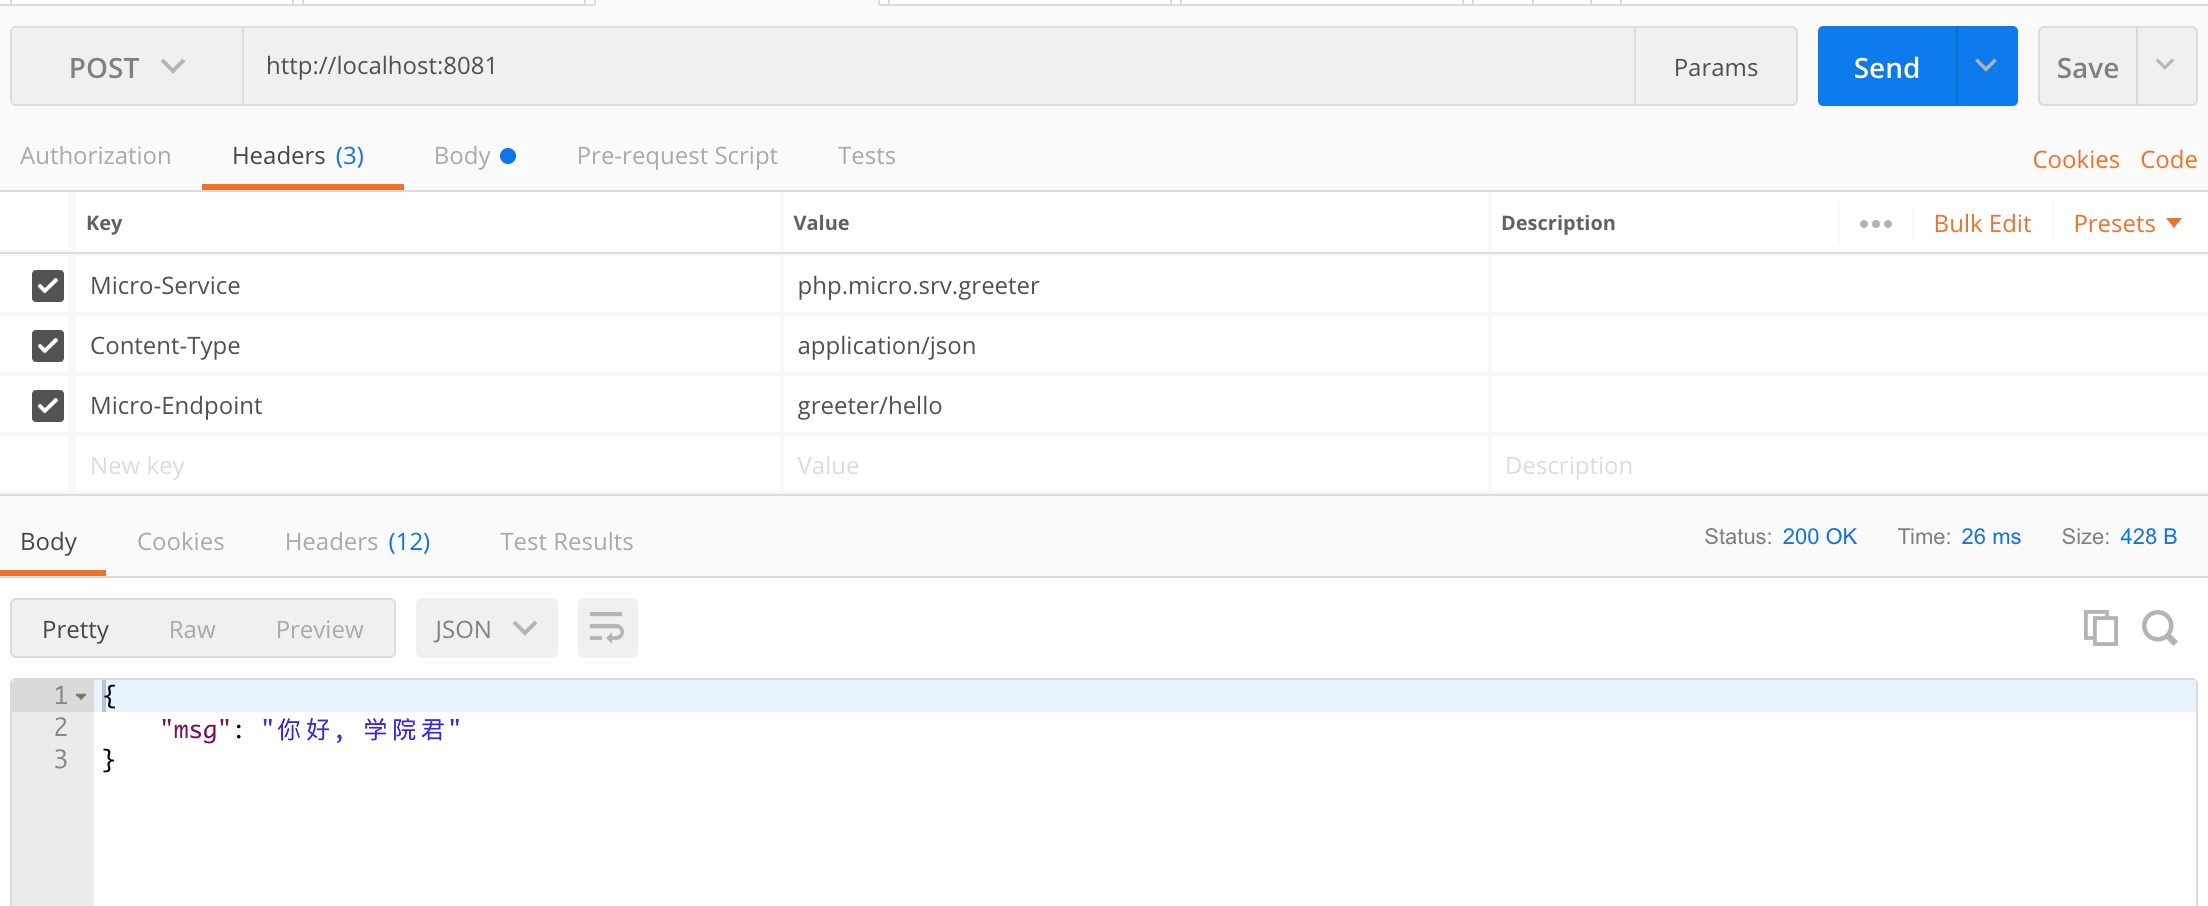 POST http://localhost:8081 Params Send Save
Authorization Headers (3) Body Pre-request Script Tests Cookies Code
Key Value Description Bulk Edit Presets
Micro-Service php.micro.srv.greeter
Content-Type application/json
Micro-Endpoint greeter/hello
New key Value Description
Body Cookies Headers (12) Test Results Status: 200 OK Time: 26 ms Size: 428 B
Pretty Raw Preview JSON
1 {
2 "msg": "你好, 学院君"
3 }